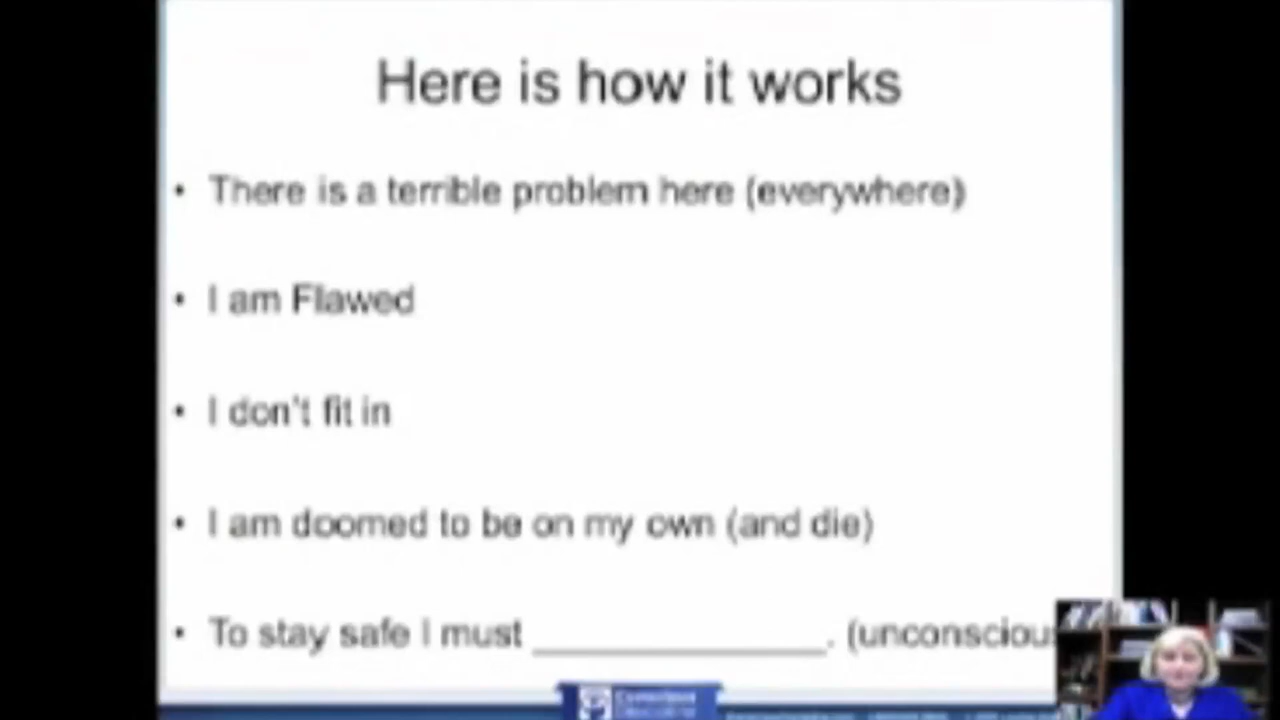 Here is how it works
• There is a terrible problem here (everywhere)
• I am Flawed
• I don't fit in
• I am doomed to be on my own (and die)
• To stay safe I must ______________. (unconsciou
Conscious